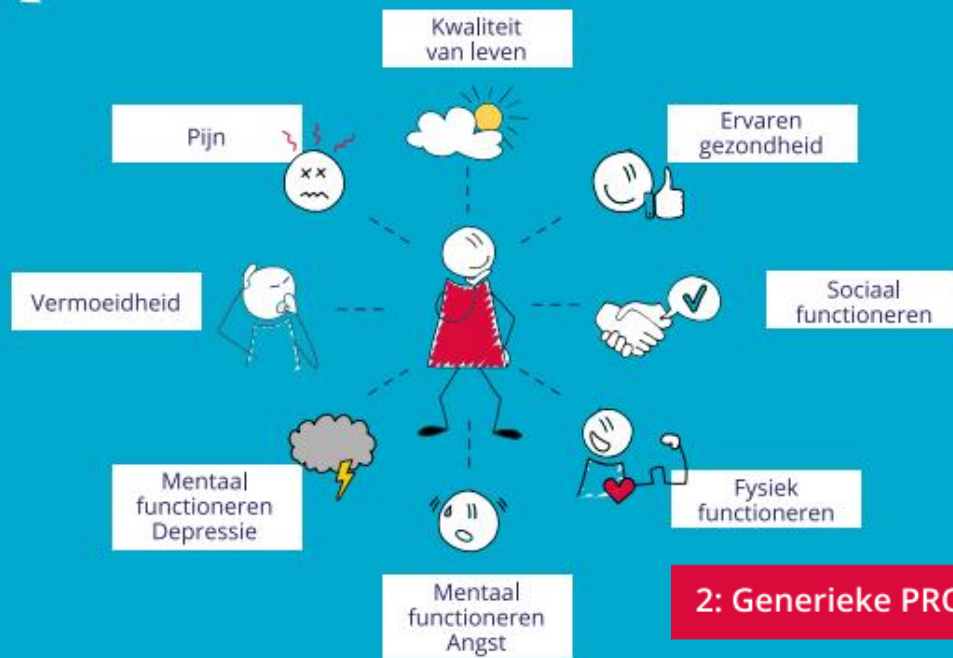 Kwaliteit
van leven
Pijn
Ervaren
gezondheid
Vermoeidheid
Sociaal
functioneren
Mentaal
functioneren
Depressie
Fysiek
functioneren
Mentaal
functioneren
Angst
2: Generieke PRO